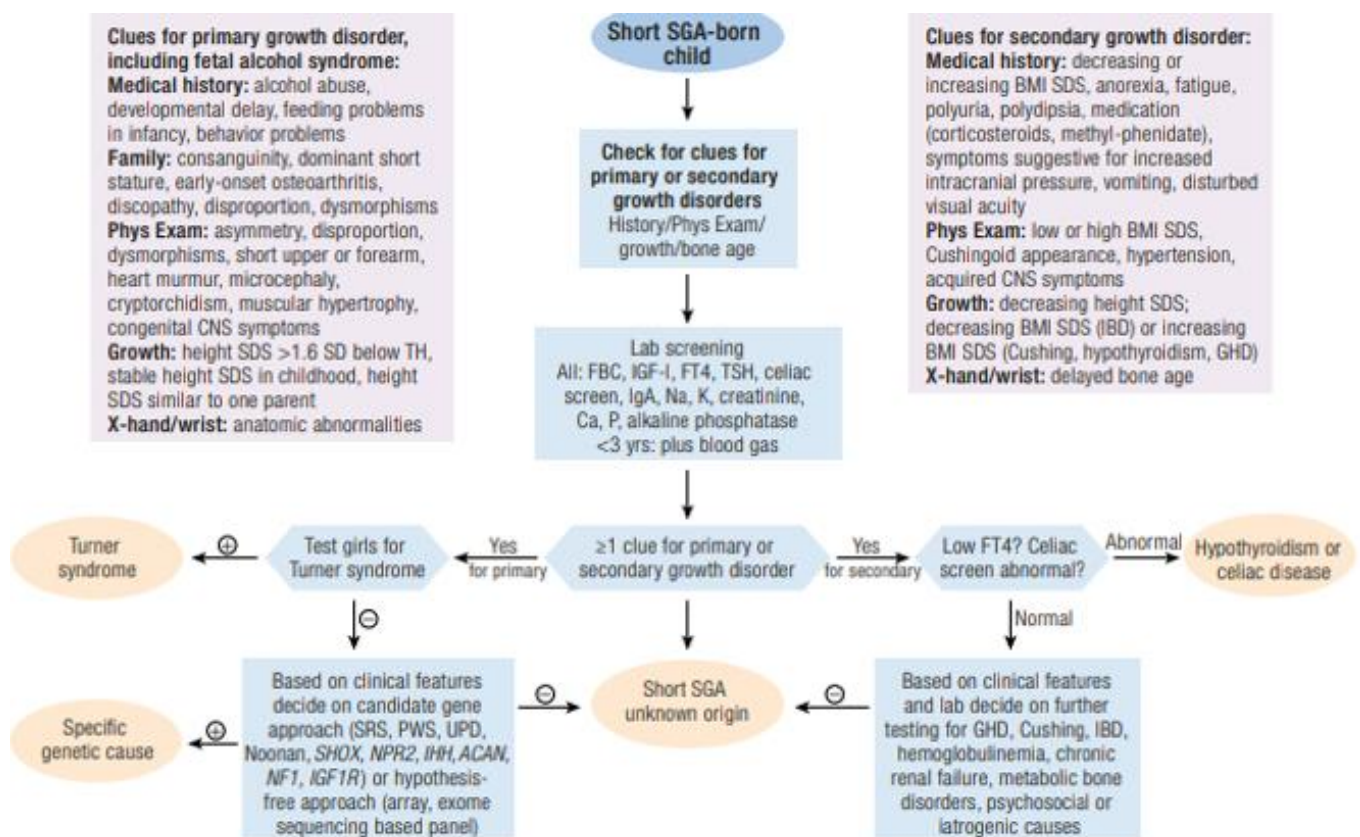 Clues for primary growth disorder,
including fetal alcohol syndrome:
Medical history: alcohol abuse,
developmental delay, feeding problems
in infancy, behavior problems
Family: consanguinity, dominant short
stature, early-onset osteoarthritis,
discopathy, disproportion, dysmorphisms
Phys Exam: asymmetry, disproportion,
dysmorphisms, short upper or forearm,
heart murmur, microcephaly,
cryptorchidism, muscular hypertrophy,
congenital CNS symptoms
Growth: height SDS >1.6 SD below TH,
stable height SDS in childhood, height
SDS similar to one parent
X-hand/wrist: anatomic abnormalities
Short SGA-born
child
Check for clues for
primary or secondary
growth disorders
History/Phys Exam/
growth/bone age
Lab screening
All: FBC, IGF-I, FT4, TSH, celiac
screen, IgA, Na, K, creatinine,
Ca, P, alkaline phosphatase
<3 yrs: plus blood gas
Clues for secondary growth disorder:
Medical history: decreasing or
increasing BMI SDS, anorexia, fatigue,
polyuria, polydipsia, medication
(corticosteroids, methyl-phenidate),
symptoms suggestive for increased
intracranial pressure, vomiting, disturbed
visual acuity
Phys Exam: low or high BMI SDS,
Cushingoid appearance, hypertension,
acquired CNS symptoms
Growth: decreasing height SDS;
decreasing BMI SDS (IBD) or increasing
BMI SDS (Cushing, hypothyroidism, GHD)
X-hand/wrist: delayed bone age
Turner
syndrome
+
Test girls for
Turner syndrome
Yes
for primary
≥1 clue for primary or
secondary growth disorder
Yes
for secondary
Low FT4? Celiac
screen abnormal?
Abnormal
Hypothyroidism or
celiac disease
−
Normal
Specific
genetic cause
+
Based on clinical features
decide on candidate gene
approach (SRS, PWS, UPD,
Noonan, SHOX, NPR2, IHH, ACAN,
NF1, IGF1R) or hypothesis-
free approach (array, exome
sequencing based panel)
−
Short SGA
unknown origin
−
Based on clinical features
and lab decide on further
testing for GHD, Cushing, IBD,
hemoglobulinemia, chronic
renal failure, metabolic bone
disorders, psychosocial or
iatrogenic causes